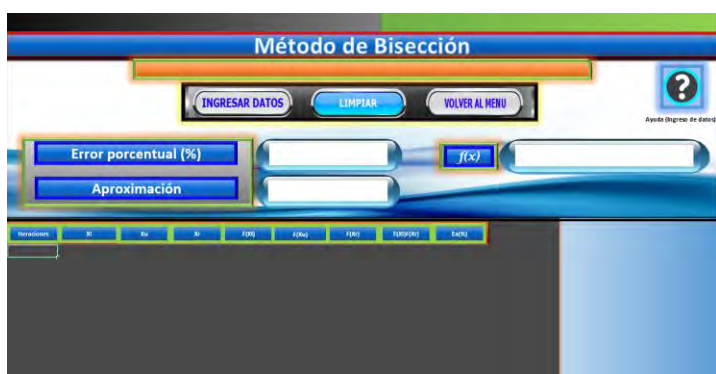 Método de Bisección
INGRESAR DATOS LIMPIAR VOLVER AL MENU
?
Ayuda (Ingreso de datos)
Error porcentual (%) f(x)
Aproximación
Iteraciones Xl Xu Xr F(Xl) F(Xu) F(Xr) F(Xl)F(Xr) Ea(%)